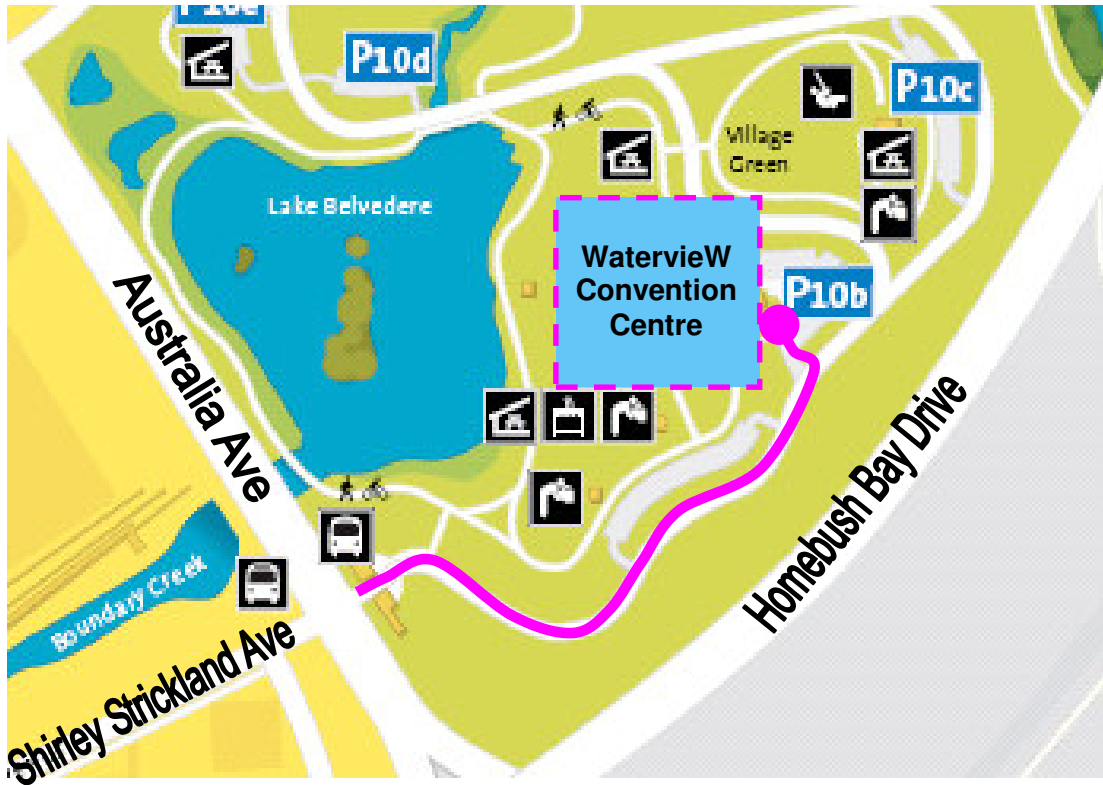 P10e
P10d
P10c
Village
Green
Lake Belvedere
WatervieW
Convention
Centre
P10b
Australia Ave
Homebush Bay Drive
Boundary Creek
Shirley Strickland Ave